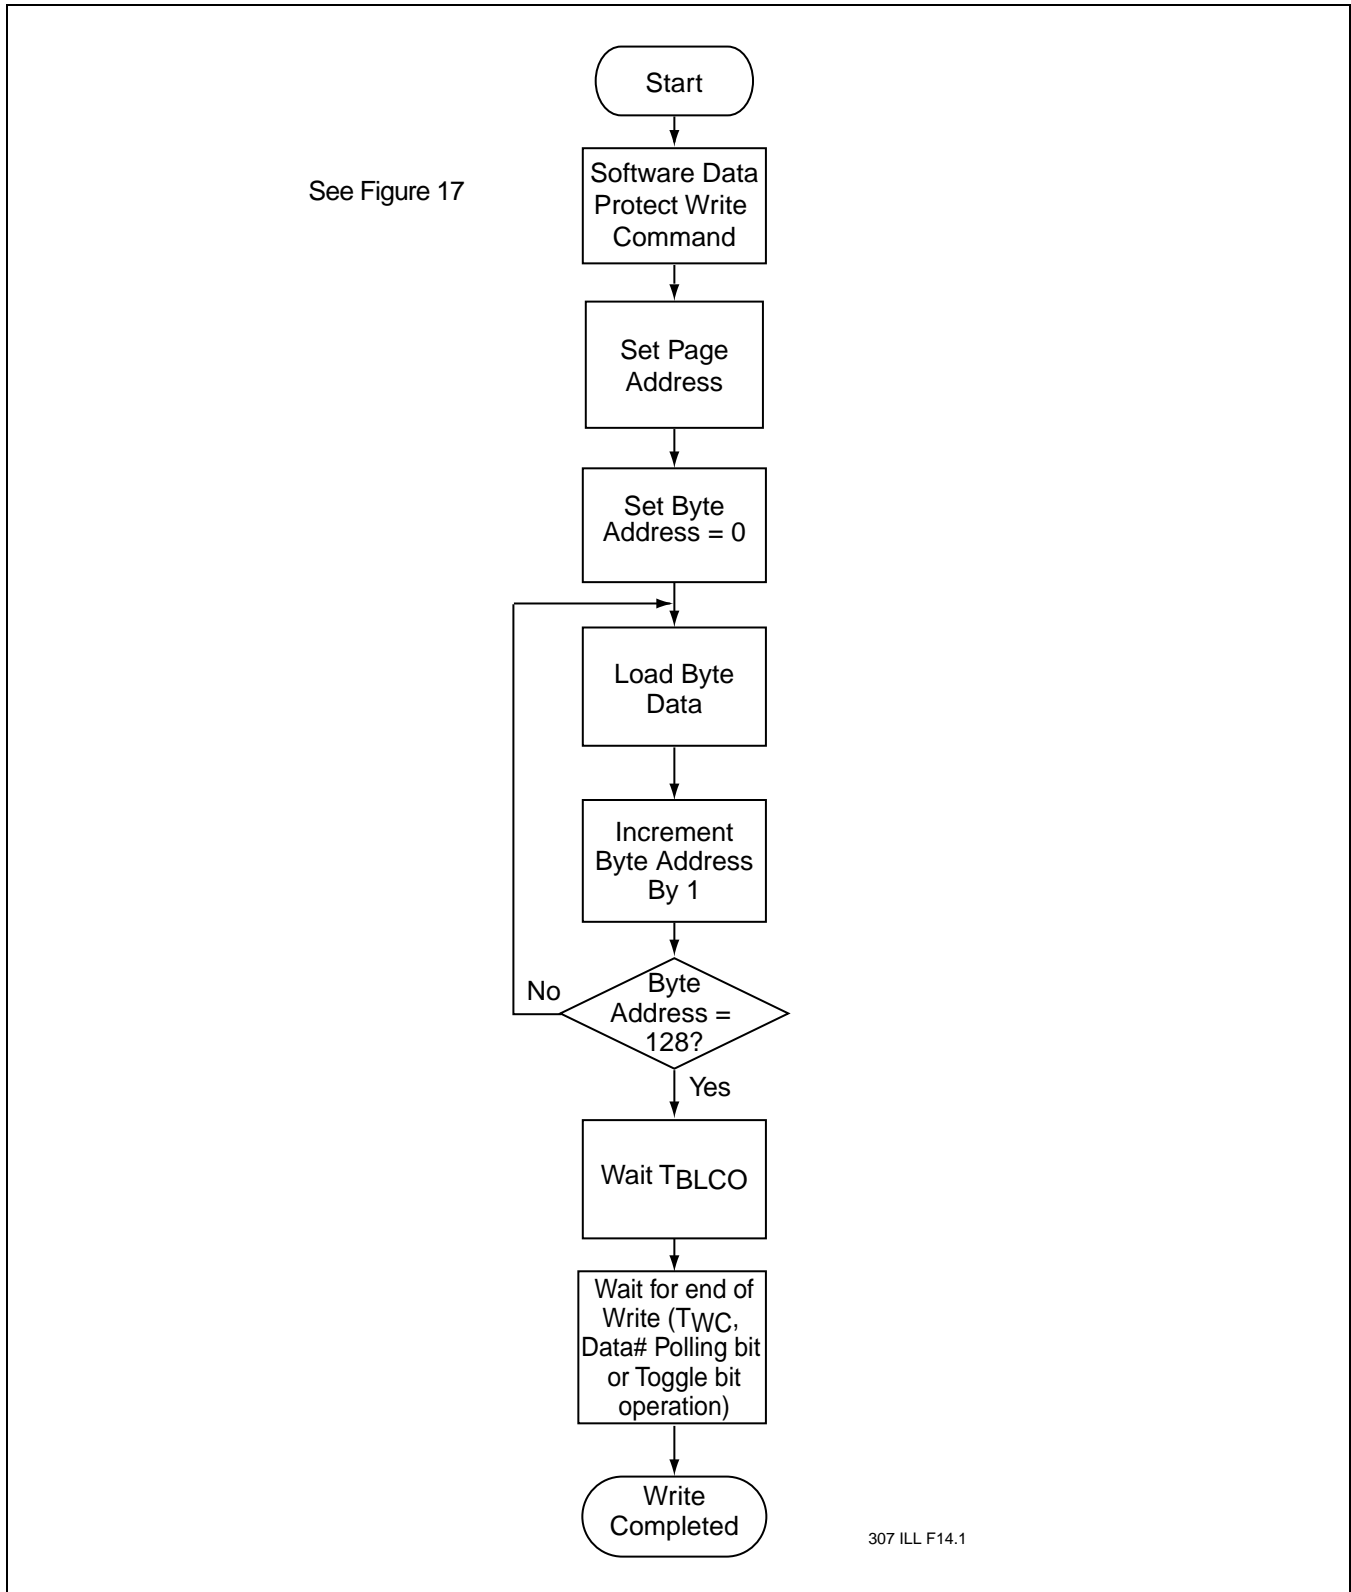 Start
See Figure 17
Software Data
Protect Write
Command
Set Page
Address
Set Byte
Address = 0
Load Byte
Data
Increment
Byte Address
By 1
No
Byte
Address =
128?
Yes
Wait TBLCO
Wait for end of
Write (TWC,
Data# Polling bit
or Toggle bit
operation)
Write
Completed
307 ILL F14.1